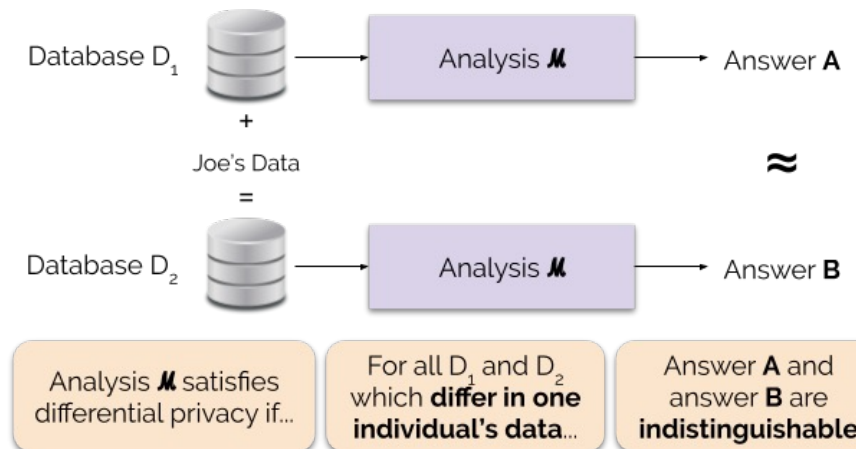 Database D₁
Analysis 𝓜
Answer A
+
Joe's Data
≈
=
Database D₂
Analysis 𝓜
Answer B
Analysis 𝓜 satisfies
differential privacy if...
For all D₁ and D₂
which differ in one
individual's data...
Answer A and
answer B are
indistinguishable